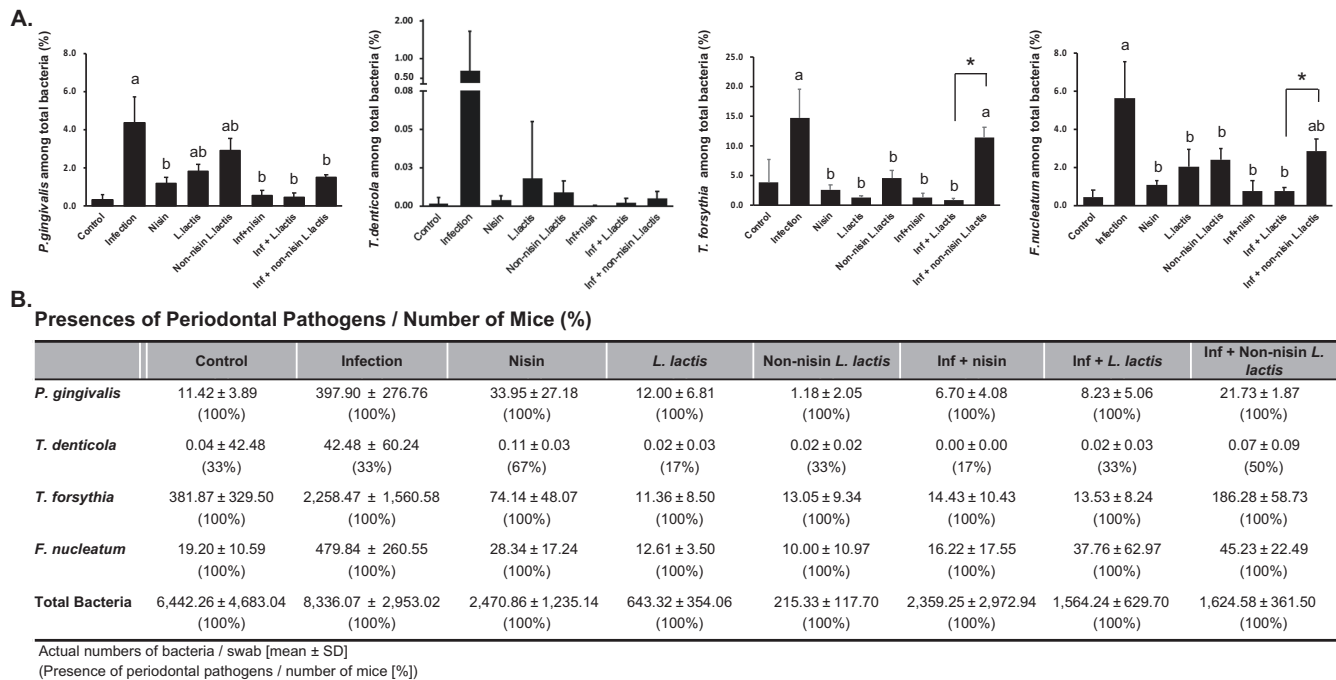 A.
P.gingivalis among total bacteria (%)
8.0
6.0
4.0
2.0
0.0
a
b
ab
ab
b
b
b
Control
Infection
Nisin
L.lactis
Non-nisin L.lactis
Inf+nisin
Inf + L.lactis
Inf + non-nisin L.lactis
T.denticola among total bacteria (%)
2.00
1.00
0.50
0.08
0.05
0.03
0.00
Control
Infection
Nisin
L.lactis
Non-nisin L.lactis
Inf+nisin
Inf + L.lactis
Inf + non-nisin L.lactis
T. forsythia among total bacteria (%)
25.0
20.0
15.0
10.0
5.0
0.0
a
b
b
b
b
b
a
*
Control
Infection
Nisin
L.lactis
Non-nisin L.lactis
Inf+nisin
Inf + L.lactis
Inf + non-nisin L.lactis
F.nucleatum among total bacteria (%)
8.0
6.0
4.0
2.0
0.0
a
b
b
b
b
b
ab
*
Control
Infection
Nisin
L.lactis
Non-nisin L.lactis
Inf+nisin
Inf + L.lactis
Inf + non-nisin L.lactis
B.
Presences of Periodontal Pathogens / Number of Mice (%)
Control Infection Nisin L. lactis Non-nisin L. lactis Inf + nisin Inf + L. lactis Inf + Non-nisin L.
lactis
P. gingivalis 11.42 ± 3.89 397.90 ± 276.76 33.95 ± 27.18 12.00 ± 6.81 1.18 ± 2.05 6.70 ± 4.08 8.23 ± 5.06 21.73 ± 1.87
(100%) (100%) (100%) (100%) (100%) (100%) (100%) (100%)
T. denticola 0.04 ± 42.48 42.48 ± 60.24 0.11 ± 0.03 0.02 ± 0.03 0.02 ± 0.02 0.00 ± 0.00 0.02 ± 0.03 0.07 ± 0.09
(33%) (33%) (67%) (17%) (33%) (17%) (33%) (50%)
T. forsythia 381.87 ± 329.50 2,258.47 ± 1,560.58 74.14 ± 48.07 11.36 ± 8.50 13.05 ± 9.34 14.43 ± 10.43 13.53 ± 8.24 186.28 ± 58.73
(100%) (100%) (100%) (100%) (100%) (100%) (100%) (100%)
F. nucleatum 19.20 ± 10.59 479.84 ± 260.55 28.34 ± 17.24 12.61 ± 3.50 10.00 ± 10.97 16.22 ± 17.55 37.76 ± 62.97 45.23 ± 22.49
(100%) (100%) (100%) (100%) (100%) (100%) (100%) (100%)
Total Bacteria 6,442.26 ± 4,683.04 8,336.07 ± 2,953.02 2,470.86 ± 1,235.14 643.32 ± 354.06 215.33 ± 117.70 2,359.25 ± 2,972.94 1,564.24 ± 629.70 1,624.58 ± 361.50
(100%) (100%) (100%) (100%) (100%) (100%) (100%) (100%)
Actual numbers of bacteria / swab [mean ± SD]
(Presence of periodontal pathogens / number of mice [%])